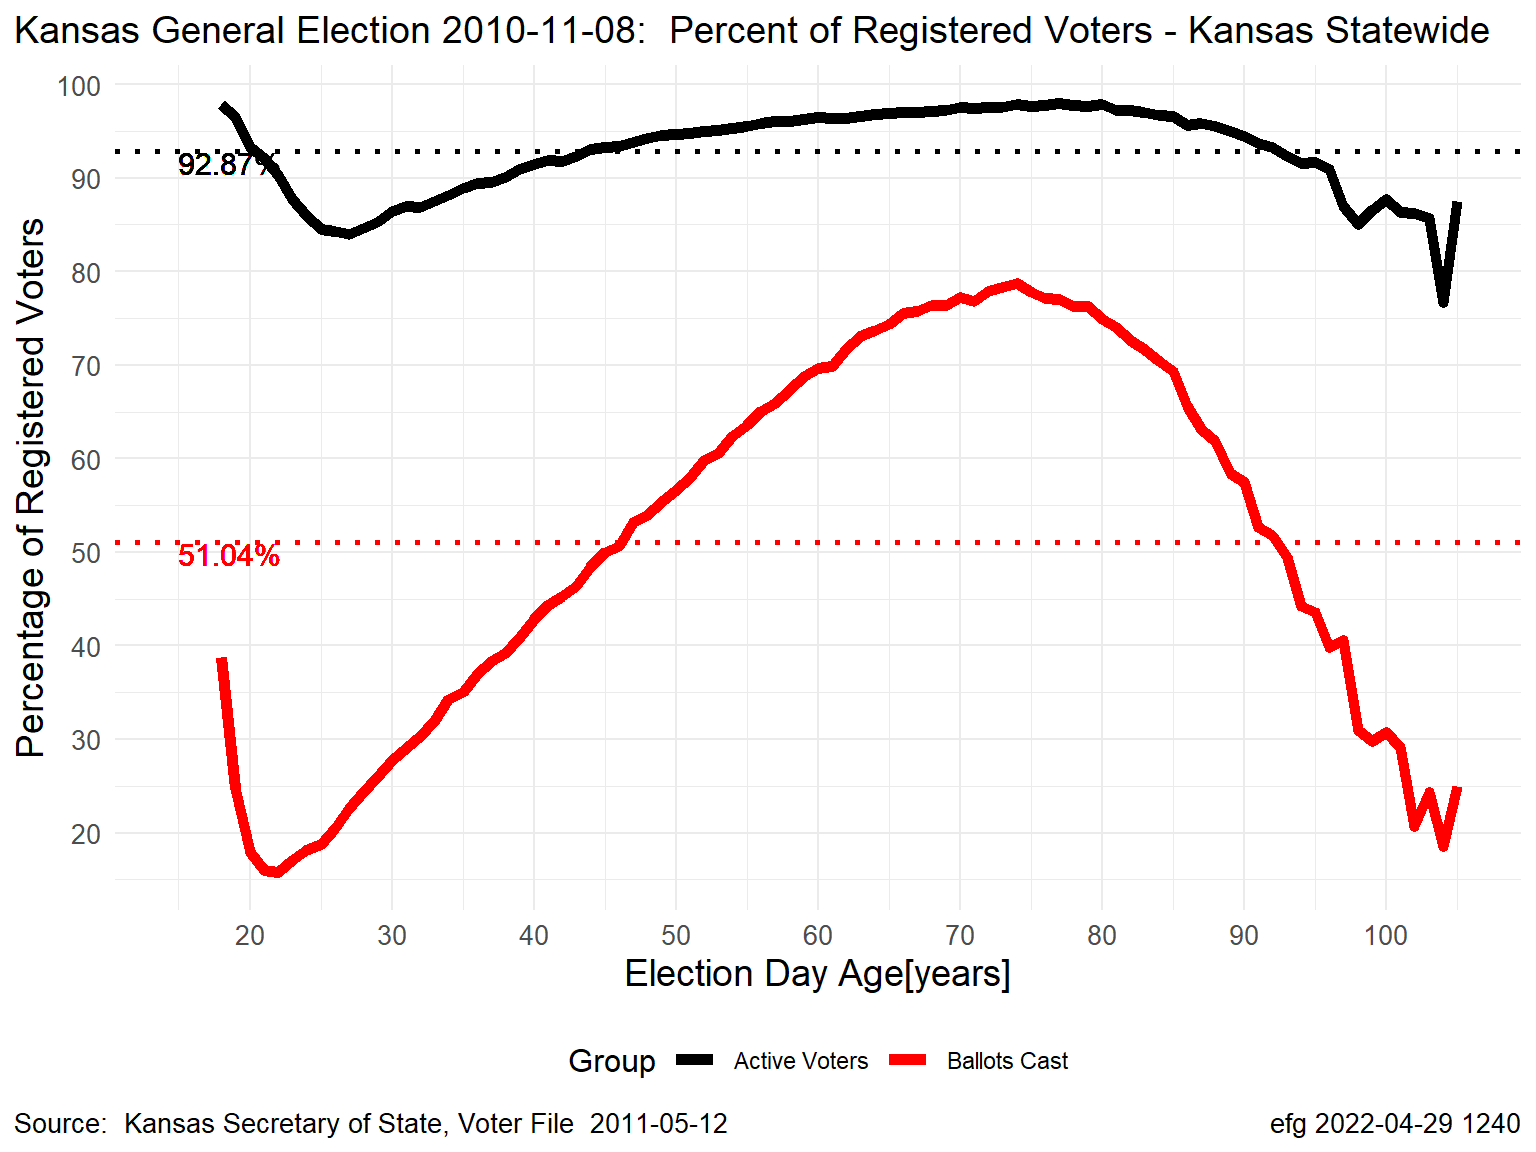 Kansas General Election 2010-11-08:  Percent of Registered Voters - Kansas Statewide
Percentage of Registered Voters
100
90
80
70
60
50
40
30
20
92.87%
51.04%
20 30 40 50 60 70 80 90 100
Election Day Age[years]
Group Active Voters Ballots Cast
Source:  Kansas Secretary of State, Voter File  2011-05-12
efg 2022-04-29 1240